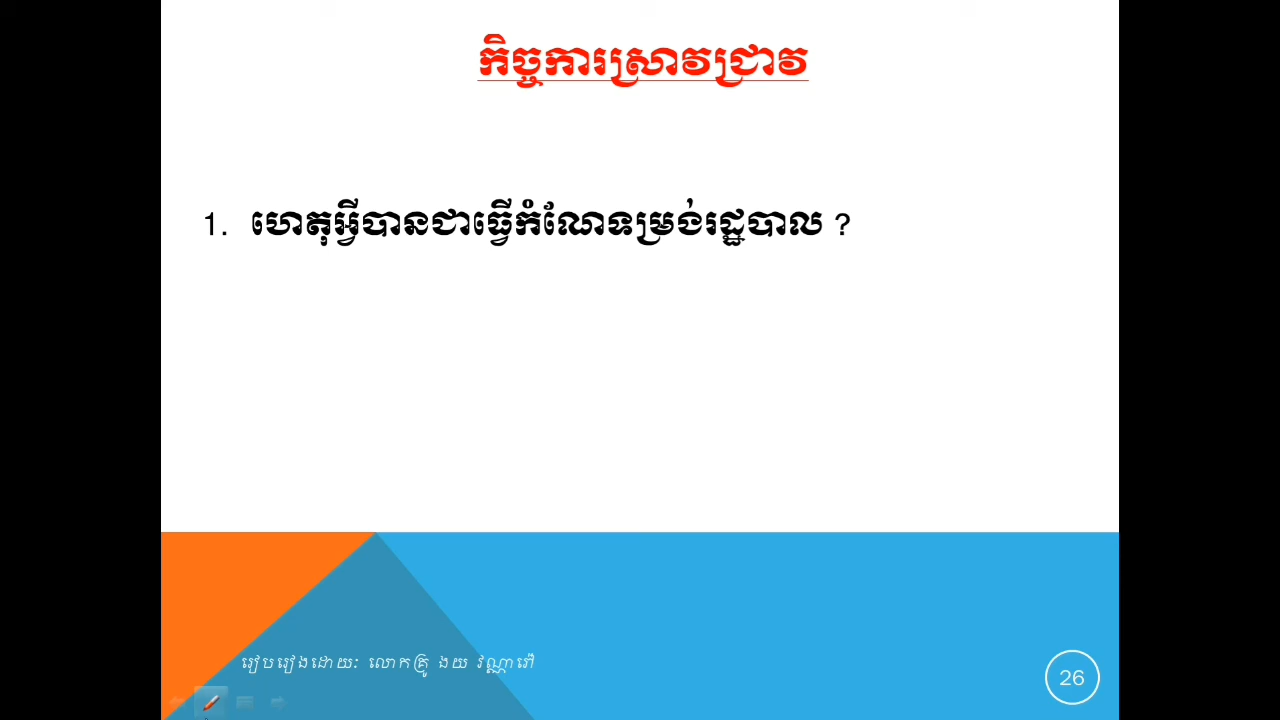 កិច្ចការស្រាវជ្រាវ
1. ហេតុអ្វីបានជាធ្វើកំណែទម្រង់រដ្ឋបាល ?
រៀបរៀងដោយ: លោកគ្រូ ងយ វណ្ណារៅ
26